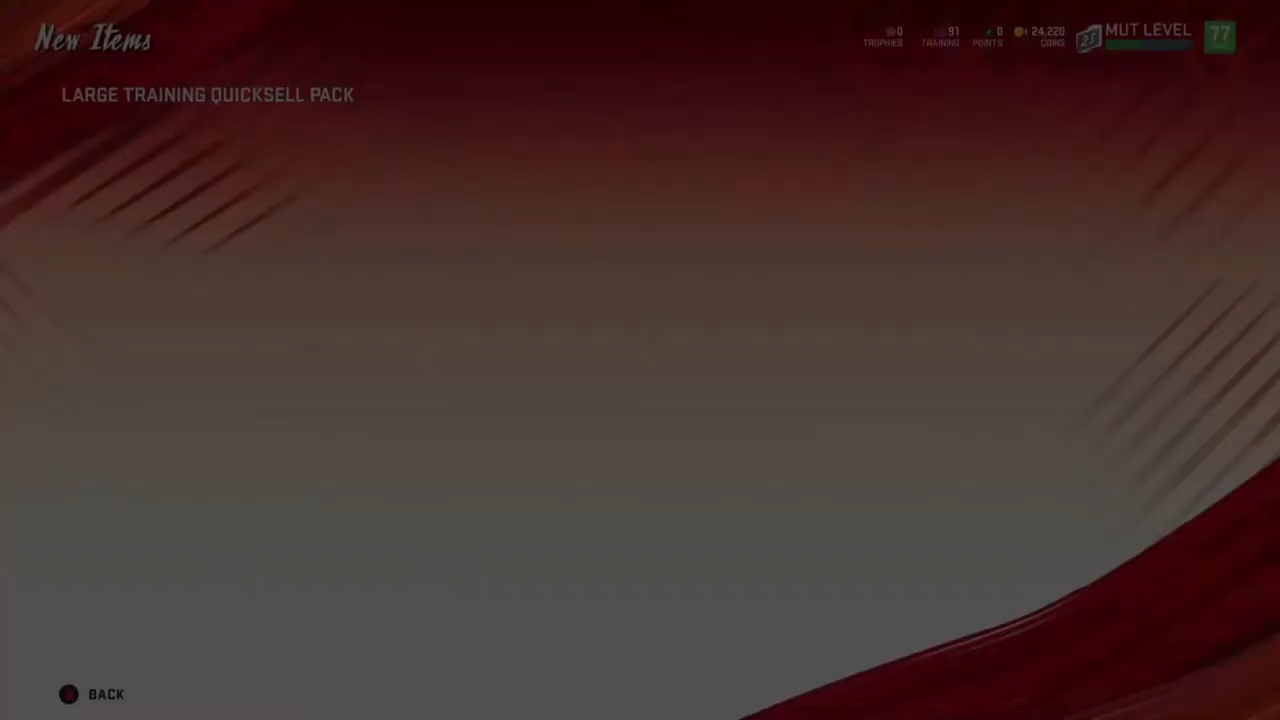 New Items
0
TROPHIES
91
TRAINING
0
POINTS
24,220
COINS
MUT LEVEL
77
LARGE TRAINING QUICKSELL PACK
BACK